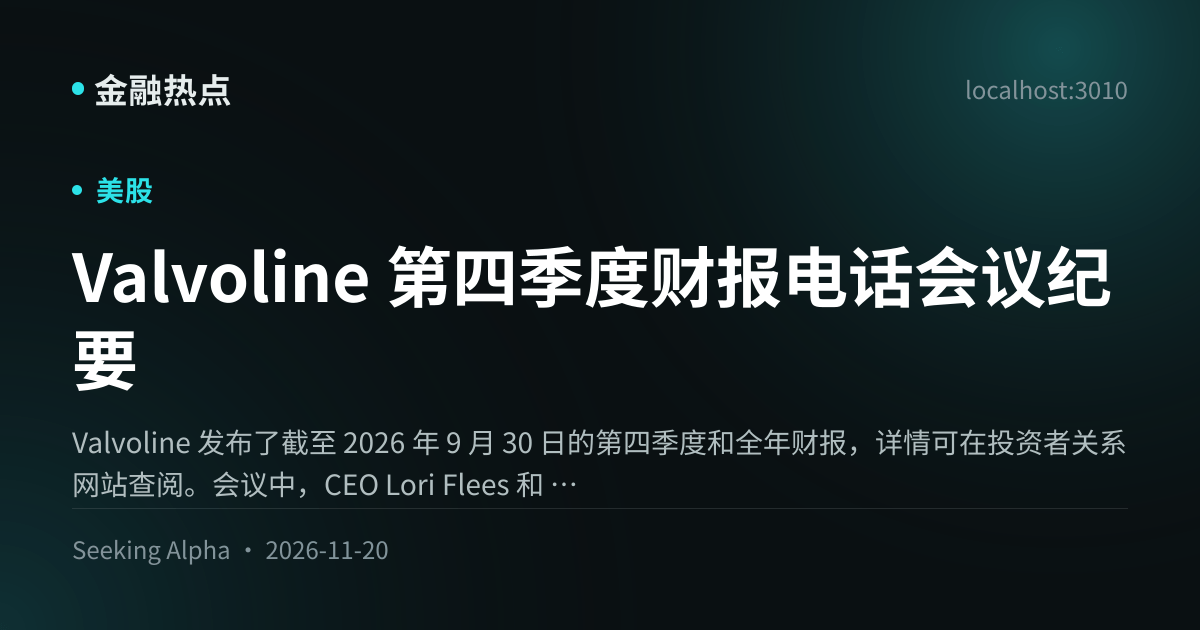 金融热点
localhost:3010
美股
Valvoline 第四季度财报电话会议纪
要
Valvoline 发布了截至 2026 年 9 月 30 日的第四季度和全年财报，详情可在投资者关系
网站查阅。会议中，CEO Lori Flees 和 …
Seeking Alpha · 2026-11-20